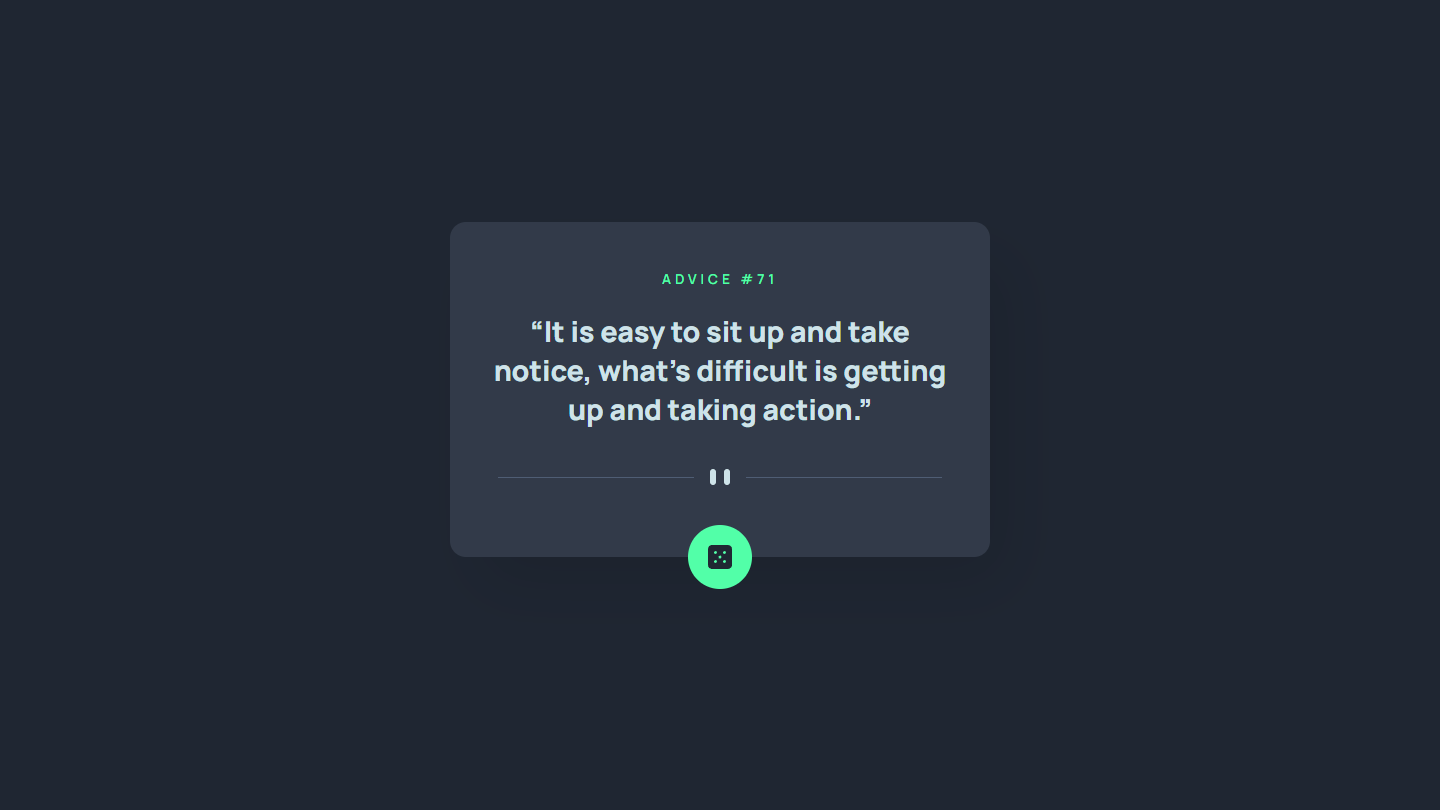 ADVICE #71
“It is easy to sit up and take
notice, what’s difficult is getting
up and taking action.”